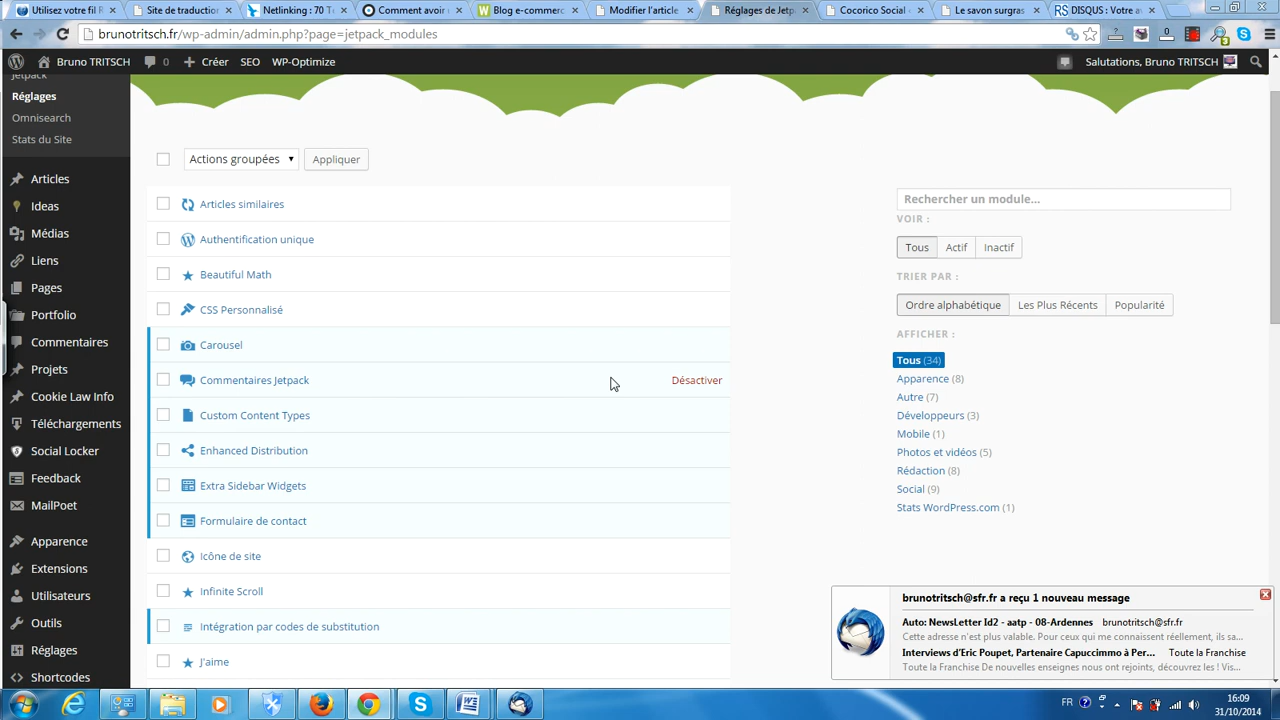 Utilisez votre fil R
Site de traduction
Netlinking : 70 T
Comment avoir
Blog e-commerc
Modifier l'article
Réglages de Jetp
Cocorico Social
Le savon surgras
DISQUS : Votre a
brunotritsch.fr/wp-admin/admin.php?page=jetpack_modules
Bruno TRITSCH 0 Créer SEO WP-Optimize Salutations, Bruno TRITSCH
Jetpack
Réglages
Omnisearch
Stats du Site
Articles
Ideas
Médias
Liens
Pages
Portfolio
Commentaires
Projets
Cookie Law Info
Téléchargements
Social Locker
Feedback
MailPoet
Apparence
Extensions
Utilisateurs
Outils
Réglages
Shortcodes
Actions groupées Appliquer
Articles similaires
Authentification unique
Beautiful Math
CSS Personnalisé
Carousel
Commentaires Jetpack Désactiver
Custom Content Types
Enhanced Distribution
Extra Sidebar Widgets
Formulaire de contact
Icône de site
Infinite Scroll
Intégration par codes de substitution
J'aime
Rechercher un module...
VOIR :
Tous Actif Inactif
TRIER PAR :
Ordre alphabétique Les Plus Récents Popularité
AFFICHER :
Tous (34)
Apparence (8)
Autre (7)
Développeurs (3)
Mobile (1)
Photos et vidéos (5)
Rédaction (8)
Social (9)
Stats WordPress.com (1)
brunotritsch@sfr.fr a reçu 1 nouveau message
Auto: NewsLetter Id2 - aatp - 08-Ardennes brunotritsch@sfr.fr
Cette adresse n'est plus valable. Pour ceux qui me connaissent réellement, ils sa...
Interviews d'Eric Poupet, Partenaire Capuccimmo à Per... Toute la Franchise
Toute la Franchise De nouvelles enseignes nous ont rejoints, découvrez les ! Vis...
FR
16:09
31/10/2014